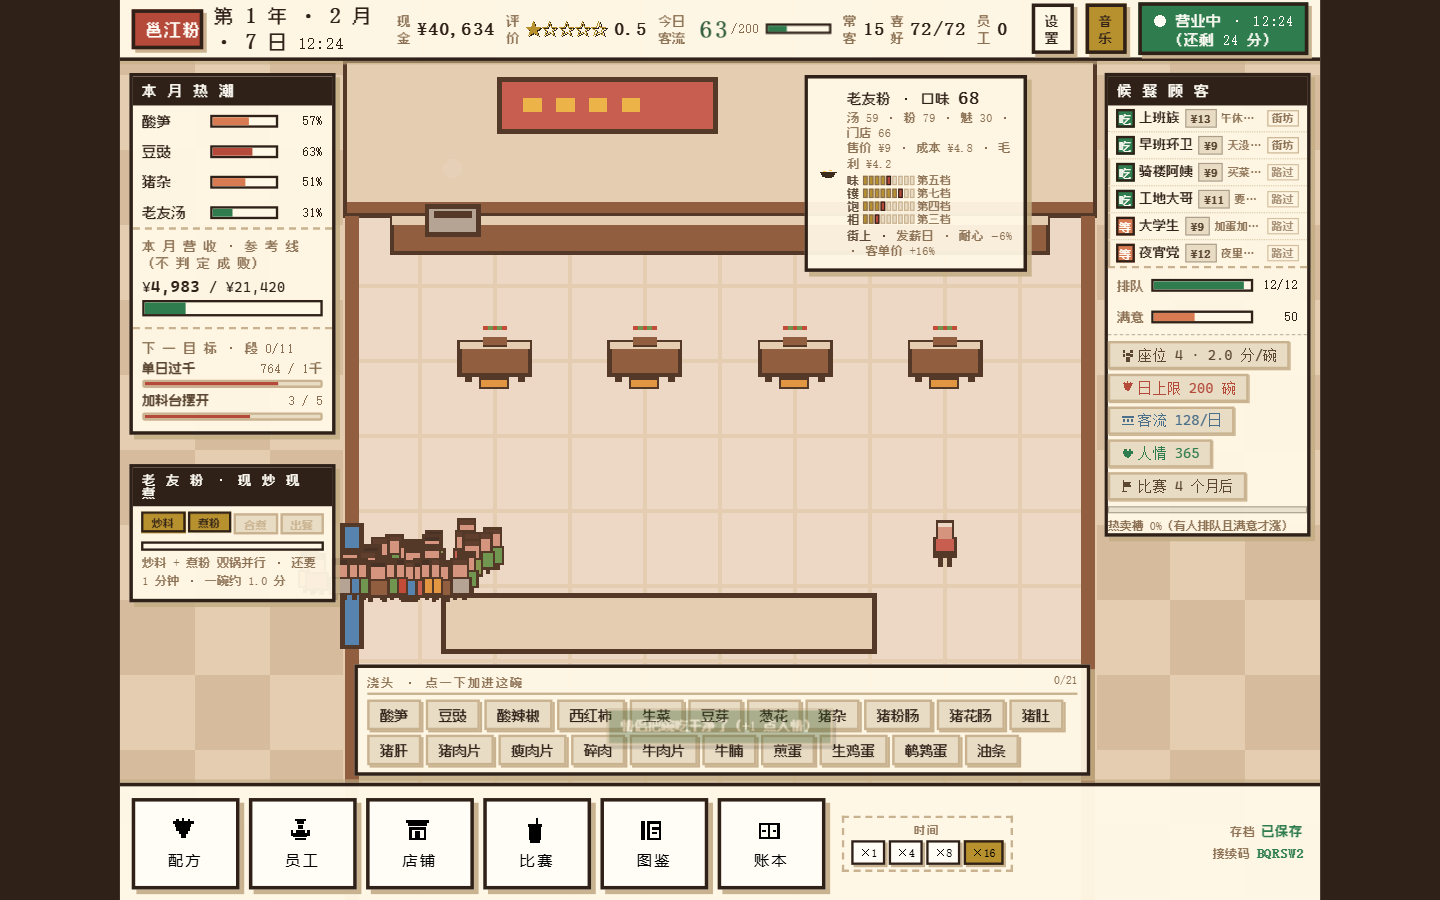 邕江粉
第 1 年 · 2 月
· 7 日 12:24
现金 ¥40,634
评价 0.5
今日客流 63/200
常客 15
喜好 72/72
员工 0
设置
音乐
营业中 · 12:24
(还剩 24 分)
本月热潮
酸笋 57%
豆豉 63%
猪杂 51%
老友汤 31%
本月营收 · 参考线
(不判定成败)
¥4,983 / ¥21,420
下一目标 · 段 0/11
单日过千 764 / 1千
加料台摆开 3 / 5
老友粉 · 现炒现
煮
炒料 煮粉 合煮 出餐
炒料 + 煮粉 双锅并行 · 还要
1 分钟 · 一碗约 1.0 分
老友粉 · 口味 68
汤 59 · 粉 79 · 魅 30 ·
门店 66
售价 ¥9 · 成本 ¥4.8 · 毛
利 ¥4.2
味 第五档
镬 第七档
饱 第四档
相 第三档
街上 · 发薪日 · 耐心 -6%
· 客单价 +16%
候餐顾客
吃 上班族 ¥13 午休… 街坊
吃 早班环卫 ¥9 天没… 街坊
吃 骑楼阿姨 ¥9 买菜… 路过
吃 工地大哥 ¥11 要… 路过
等 大学生 ¥9 加蛋加… 路过
等 夜宵党 ¥12 夜里… 路过
排队 12/12
满意 50
座位 4 · 2.0 分/碗
日上限 200 碗
客流 128/日
人情 365
比赛 4 个月后
热卖槽 0% (有人排队且满意才涨)
浇头 · 点一下加进这碗 0/21
酸笋 豆豉 酸辣椒 西红柿 生菜 豆芽 葱花 猪杂 猪粉肠 猪花肠 猪肚
猪肝 猪肉片 瘦肉片 碎肉 牛肉片 牛腩 煎蛋 生鸡蛋 鹌鹑蛋 油条
配方
员工
店铺
比赛
图鉴
账本
时间
×1 ×4 ×8 ×16
存档 已保存
接续码 BQRSW2